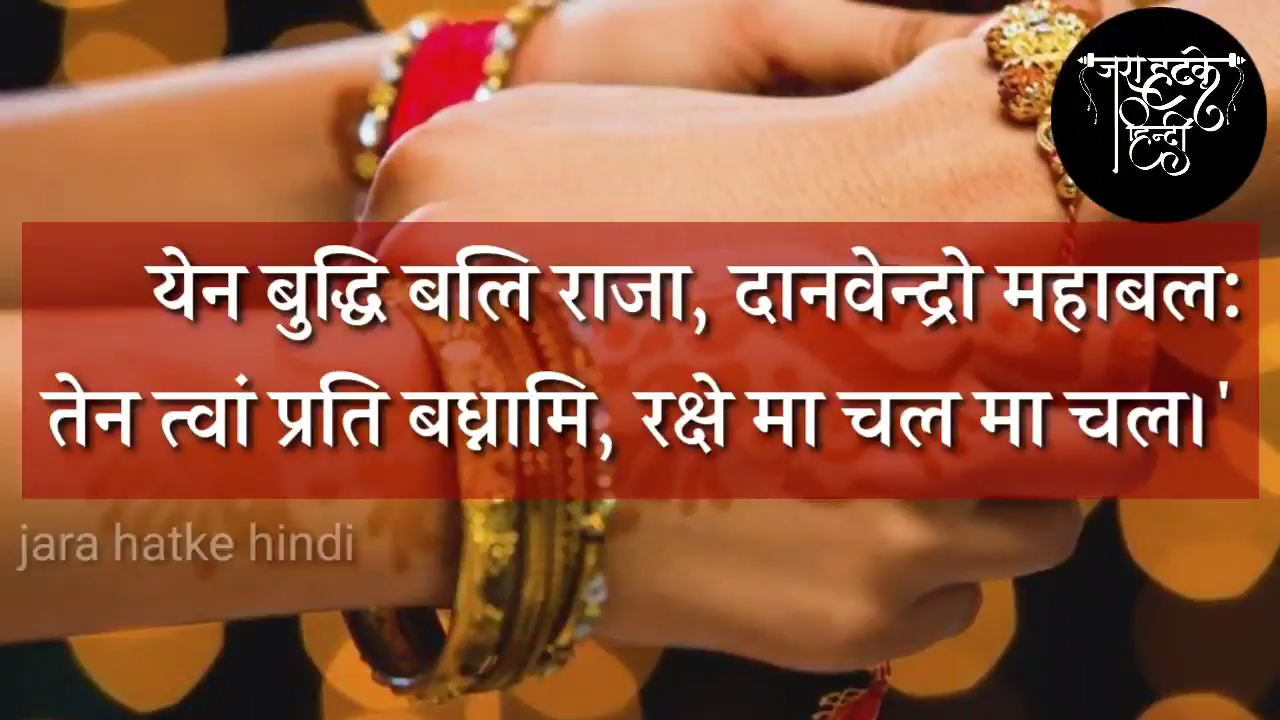 जरा हटके
हिन्दी
येन बुद्धि बलि राजा, दानवेन्द्रो महाबल:
तेन त्वां प्रति बध्नामि, रक्षे मा चल मा चल।'
jara hatke hindi